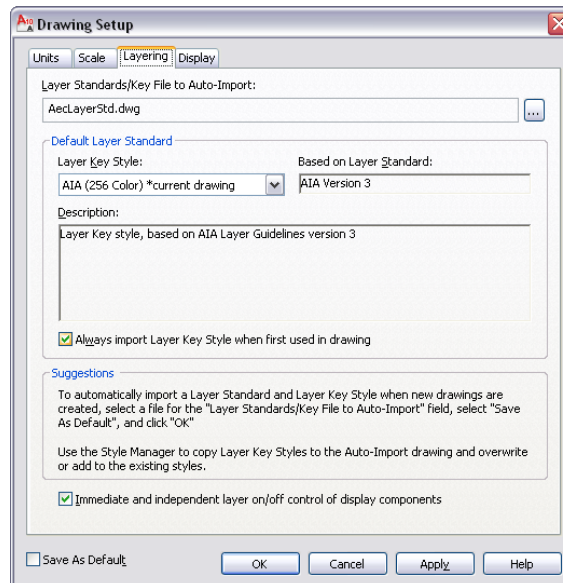 Drawing Setup
Units
Scale
Layering
Display
Layer Standards/Key File to Auto-Import:
AecLayerStd.dwg
...
Default Layer Standard
Layer Key Style:
Based on Layer Standard:
AIA (256 Color) *current drawing
AIA Version 3
Description:
Layer Key style, based on AIA Layer Guidelines version 3
Always import Layer Key Style when first used in drawing
Suggestions
To automatically import a Layer Standard and Layer Key Style when new drawings are
created, select a file for the "Layer Standards/Key File to Auto-Import" field, select "Save
As Default", and click "OK"
Use the Style Manager to copy Layer Key Styles to the Auto-Import drawing and overwrite
or add to the existing styles.
Immediate and independent layer on/off control of display components
Save As Default
OK
Cancel
Apply
Help